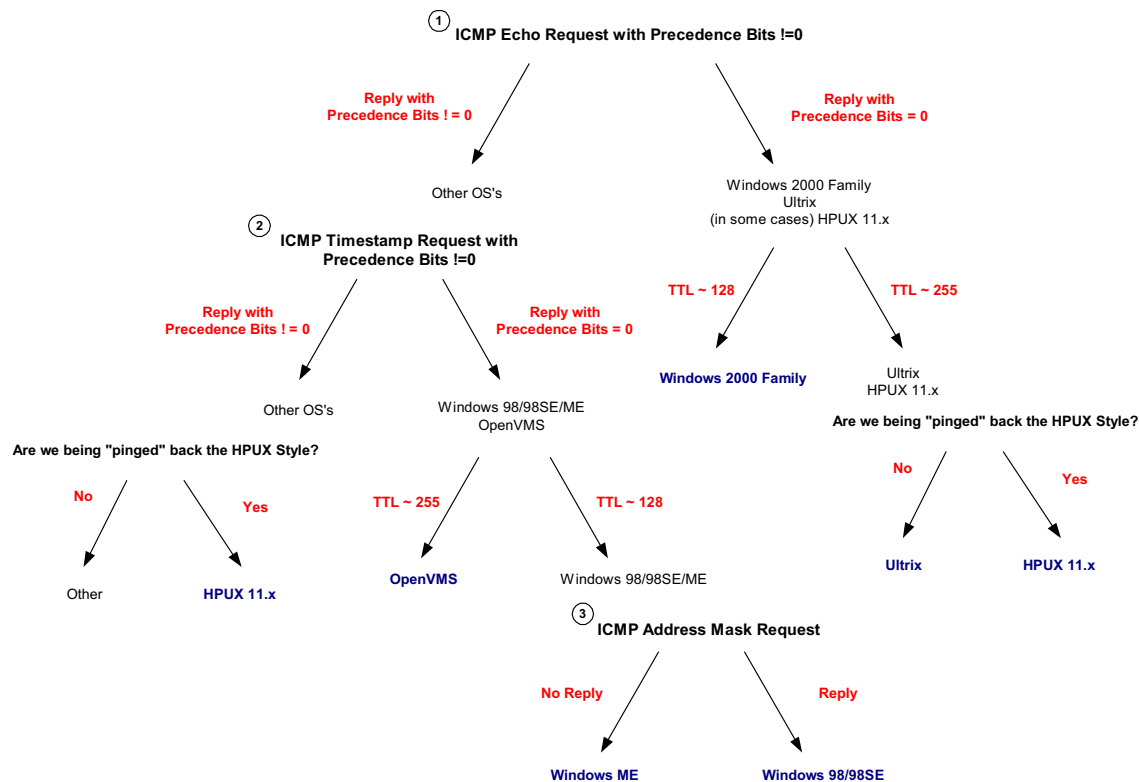 1
ICMP Echo Request with Precedence Bits !=0
Reply with
Precedence Bits ! = 0
Reply with
Precedence Bits = 0
Other OS's
Windows 2000 Family
Ultrix
(in some cases) HPUX 11.x
2
ICMP Timestamp Request with
Precedence Bits !=0
TTL ~ 128
TTL ~ 255
Reply with
Precedence Bits ! = 0
Reply with
Precedence Bits = 0
Windows 2000 Family
Ultrix
HPUX 11.x
Other OS's
Windows 98/98SE/ME
OpenVMS
Are we being "pinged" back the HPUX Style?
Are we being "pinged" back the HPUX Style?
No
Yes
TTL ~ 255
TTL ~ 128
No
Yes
Other
HPUX 11.x
OpenVMS
Windows 98/98SE/ME
Ultrix
HPUX 11.x
3
ICMP Address Mask Request
No Reply
Reply
Windows ME
Windows 98/98SE